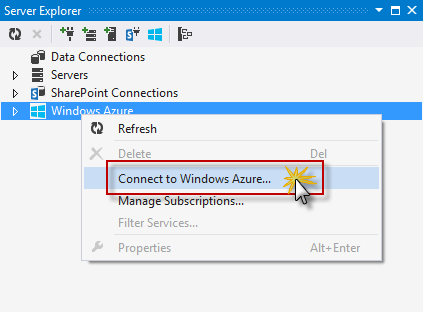 Server Explorer
Data Connections
Servers
SharePoint Connections
Windows Azure
Refresh
Delete Del
Connect to Windows Azure...
Manage Subscriptions...
Filter Services...
Properties Alt+Enter